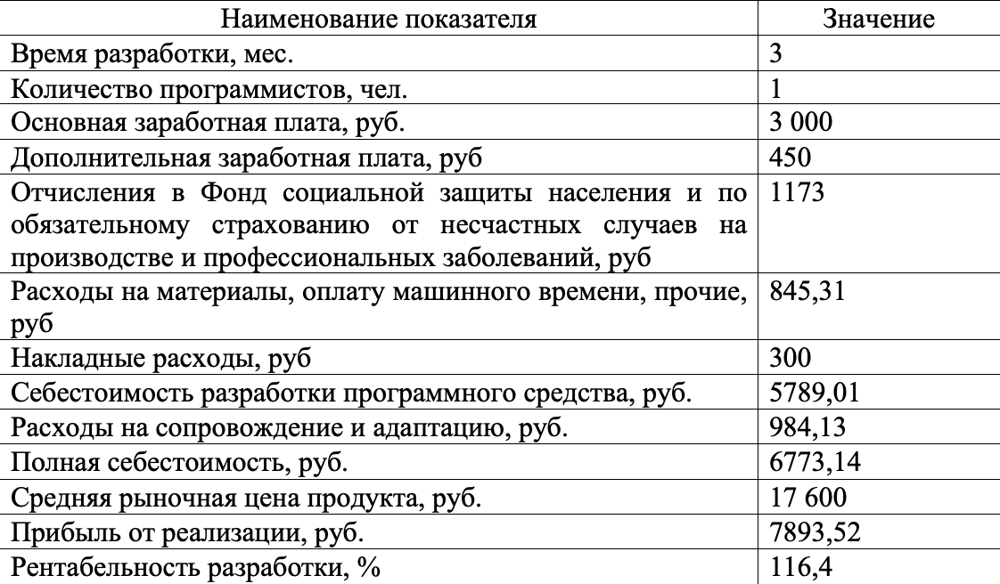 Наименование показателя Значение
Время разработки, мес. 3
Количество программистов, чел. 1
Основная заработная плата, руб. 3 000
Дополнительная заработная плата, руб 450
Отчисления в Фонд социальной защиты населения и по 1173
обязательному страхованию от несчастных случаев на
производстве и профессиональных заболеваний, руб
Расходы на материалы, оплату машинного времени, прочие, 845,31
руб
Накладные расходы, руб 300
Себестоимость разработки программного средства, руб. 5789,01
Расходы на сопровождение и адаптацию, руб. 984,13
Полная себестоимость, руб. 6773,14
Средняя рыночная цена продукта, руб. 17 600
Прибыль от реализации, руб. 7893,52
Рентабельность разработки, % 116,4